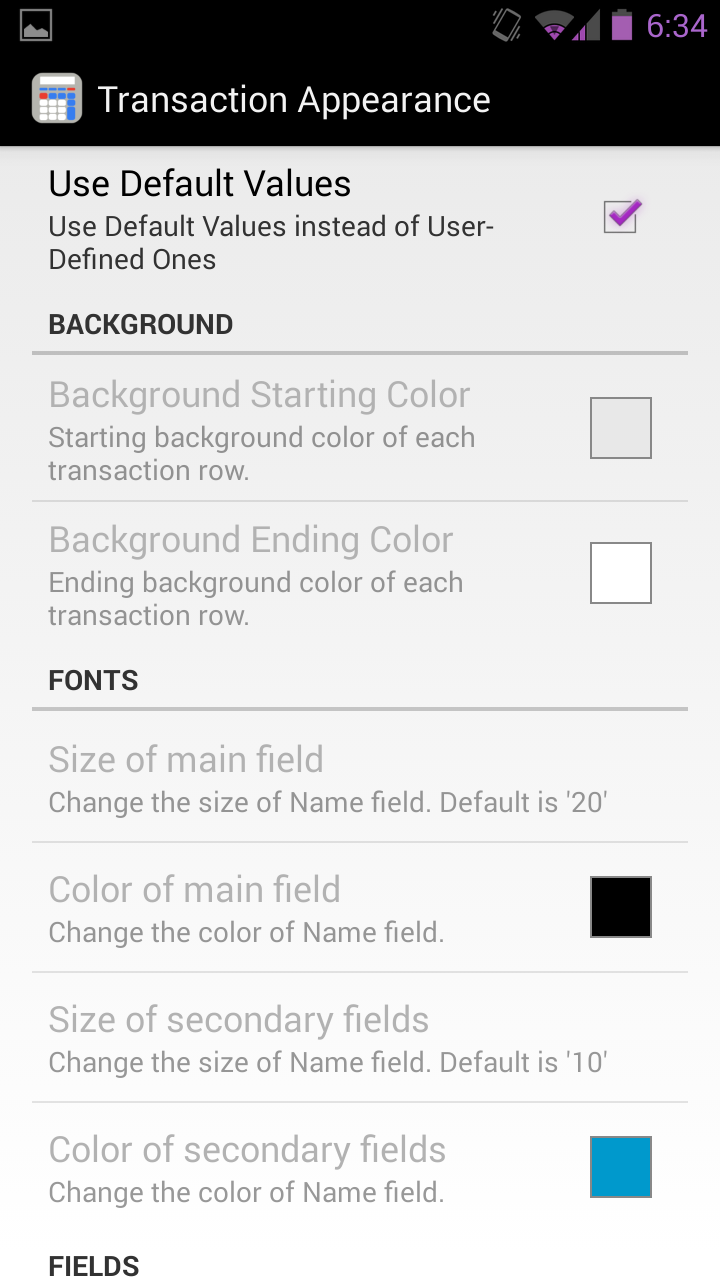 6:34
Transaction Appearance
Use Default Values
Use Default Values instead of User-
Defined Ones
BACKGROUND
Background Starting Color
Starting background color of each
transaction row.
Background Ending Color
Ending background color of each
transaction row.
FONTS
Size of main field
Change the size of Name field. Default is '20'
Color of main field
Change the color of Name field.
Size of secondary fields
Change the size of Name field. Default is '10'
Color of secondary fields
Change the color of Name field.
FIELDS